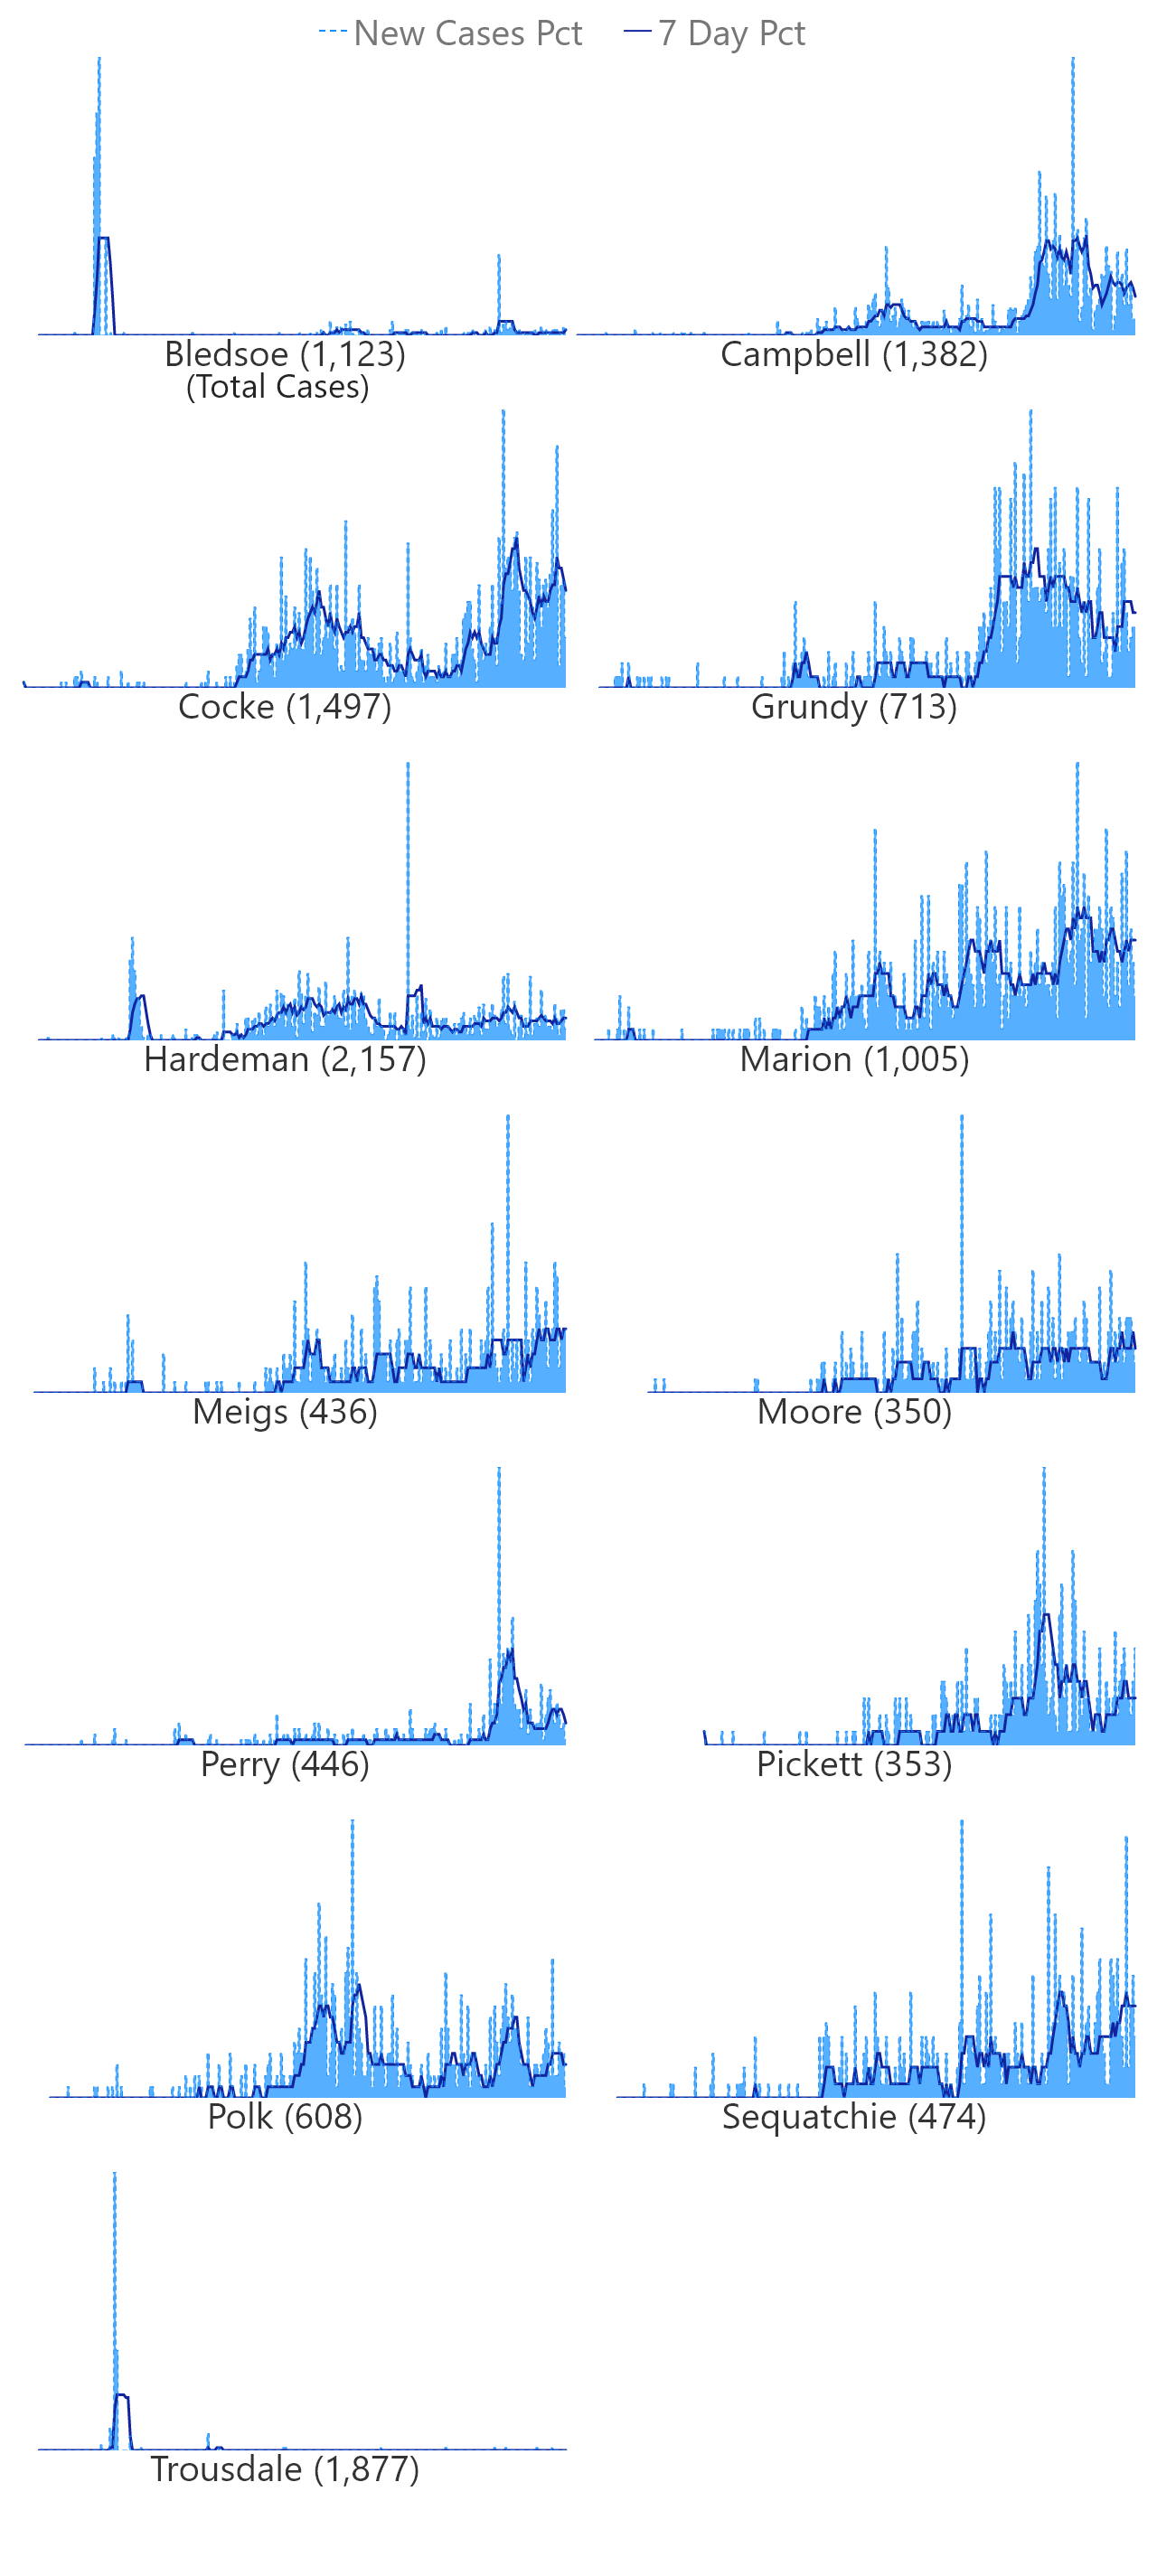 New Cases Pct 7 Day Pct
Bledsoe (1,123)
(Total Cases)
Campbell (1,382)
Cocke (1,497)
Grundy (713)
Hardeman (2,157)
Marion (1,005)
Meigs (436)
Moore (350)
Perry (446)
Pickett (353)
Polk (608)
Sequatchie (474)
Trousdale (1,877)